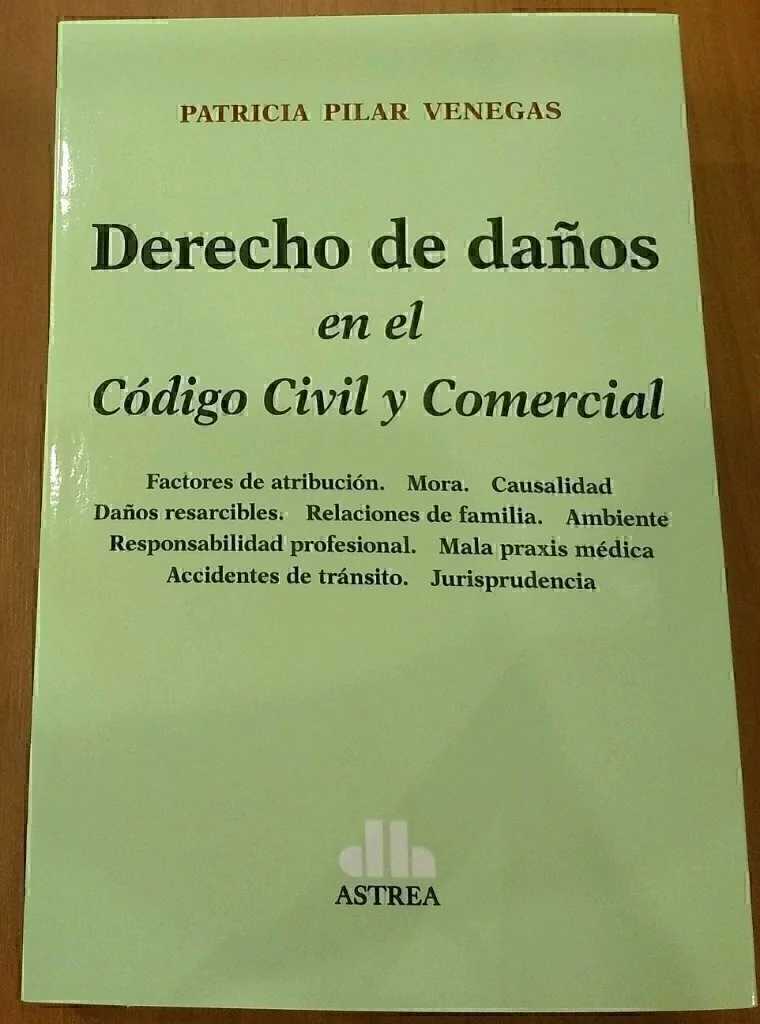 PATRICIA PILAR VENEGAS
Derecho de daños
en el
Código Civil y Comercial
Factores de atribución. Mora. Causalidad
Daños resarcibles. Relaciones de familia. Ambiente
Responsabilidad profesional. Mala praxis médica
Accidentes de tránsito. Jurisprudencia
ASTREA